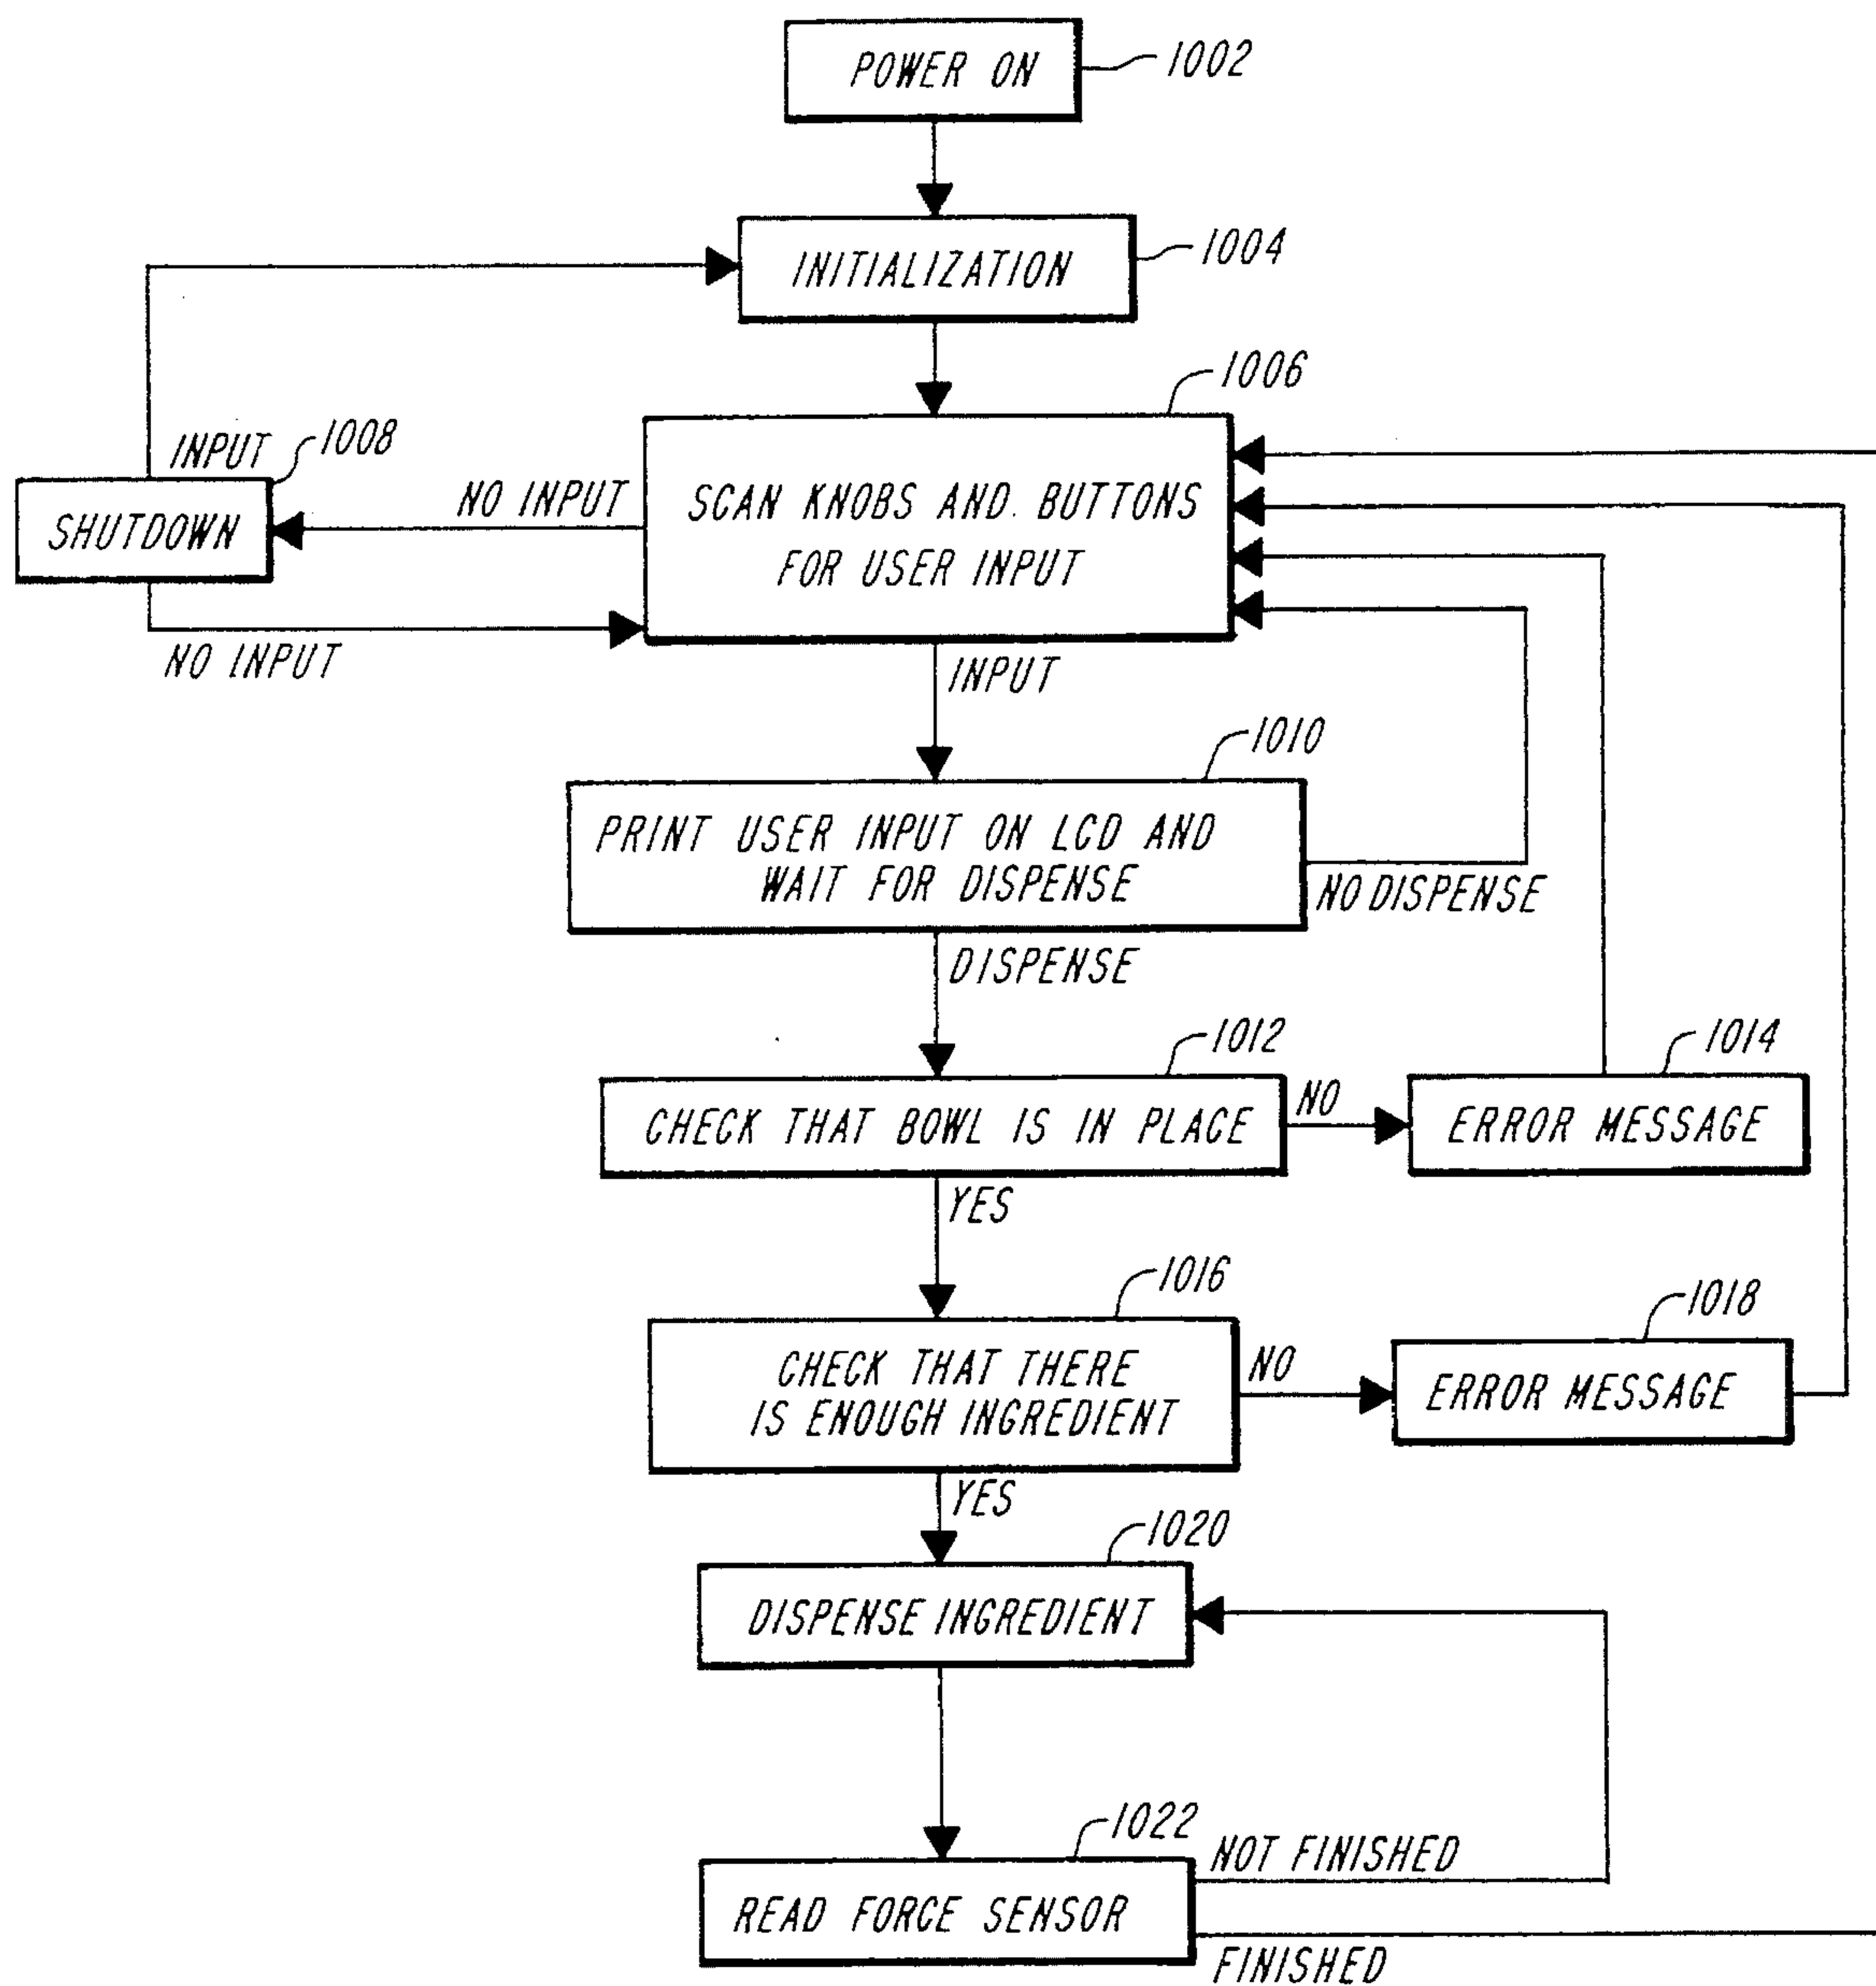 POWER ON
1002
INITIALIZATION
1004
1006
INPUT
1008
NO INPUT
SCAN KNOBS AND. BUTTONS
FOR USER INPUT
SHUTDOWN
NO INPUT
INPUT
1010
PRINT USER INPUT ON LCD AND
WAIT FOR DISPENSE
NO DISPENSE
DISPENSE
1012
1014
CHECK THAT BOWL IS IN PLACE
NO
ERROR MESSAGE
YES
1016
1018
CHECK THAT THERE
IS ENOUGH INGREDIENT
NO
ERROR MESSAGE
YES
1020
DISPENSE INGREDIENT
1022
NOT FINISHED
READ FORCE SENSOR
FINISHED